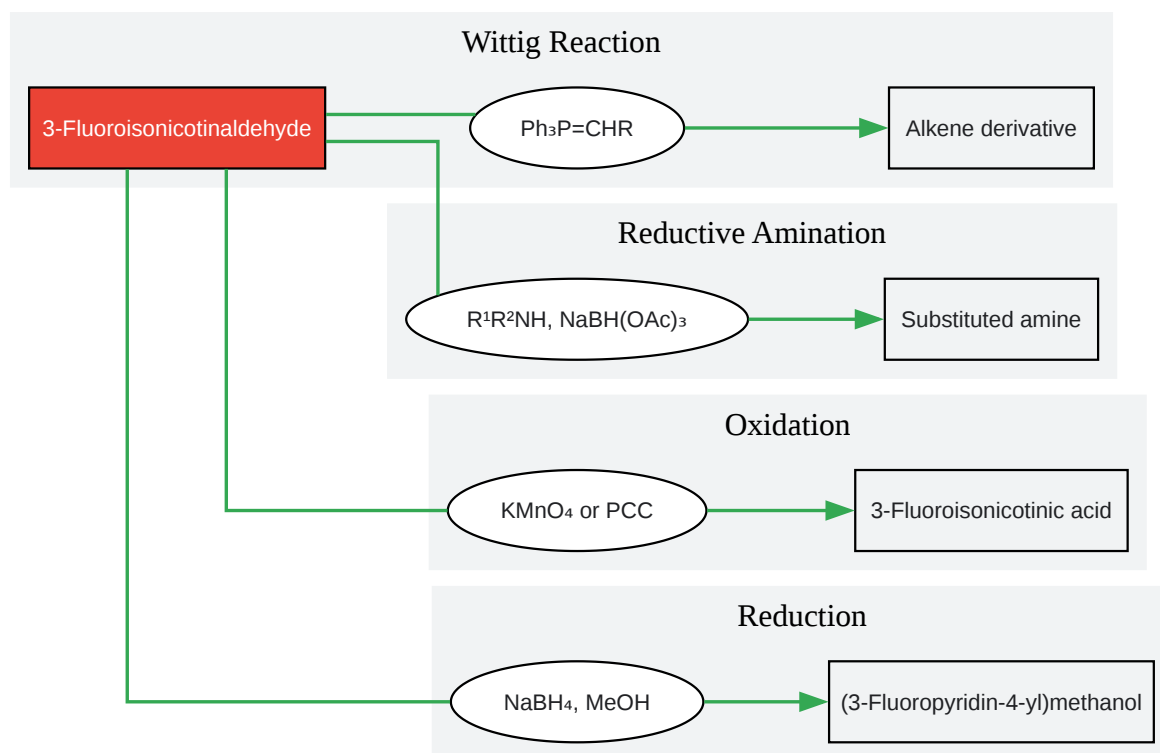 Wittig Reaction
3-Fluoroisonicotinaldehyde
Ph₃P=CHR
Alkene derivative
Reductive Amination
R¹R²NH, NaBH(OAc)₃
Substituted amine
Oxidation
KMnO₄ or PCC
3-Fluoroisonicotinic acid
Reduction
NaBH₄, MeOH
(3-Fluoropyridin-4-yl)methanol